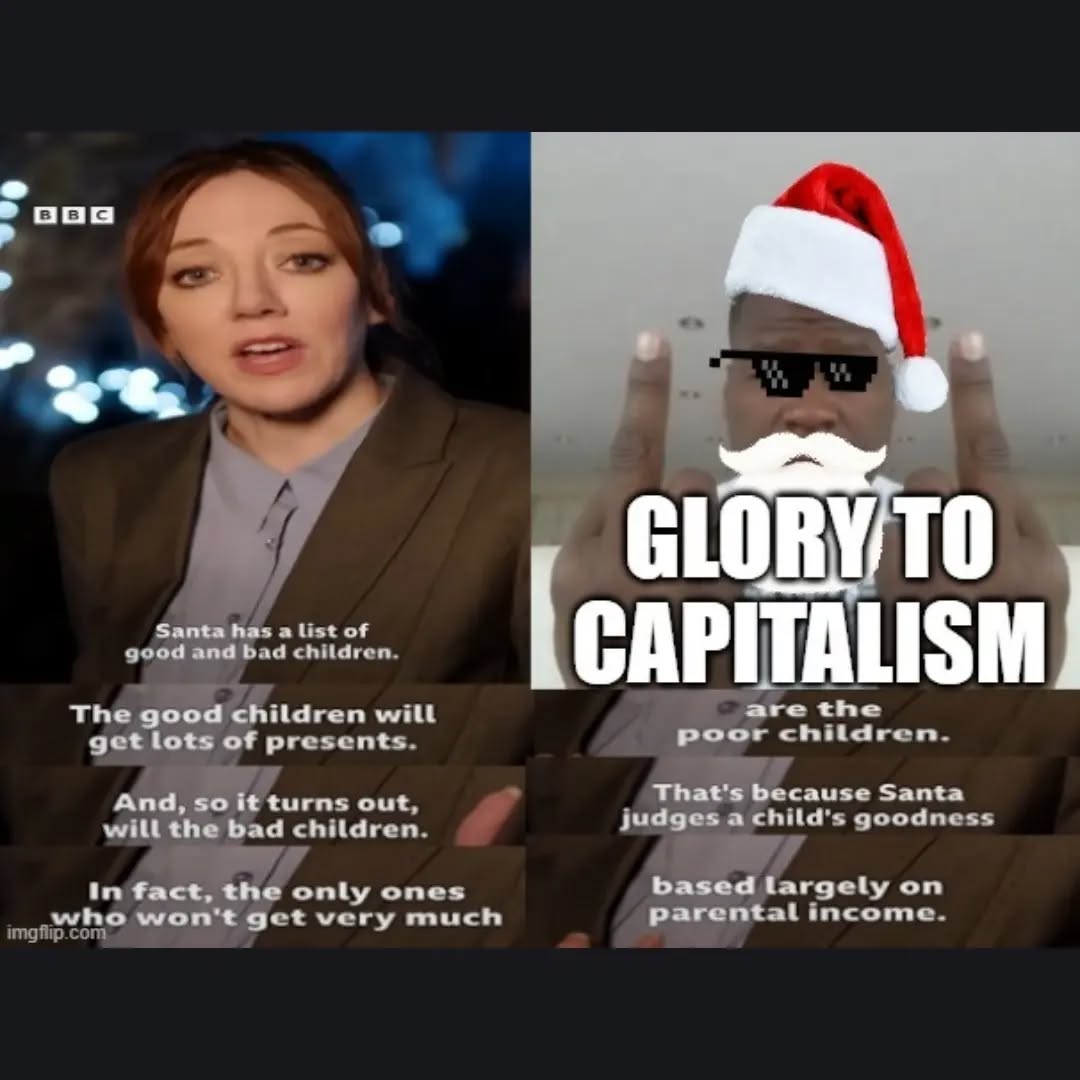 BBC
Santa has a list of
good and bad children.
The good children will
get lots of presents.
And, so it turns out,
will the bad children.
In fact, the only ones
who won't get very much
GLORY TO
CAPITALISM
are the
poor children.
That's because Santa
judges a child's goodness
based largely on
parental income.
imgflip.com